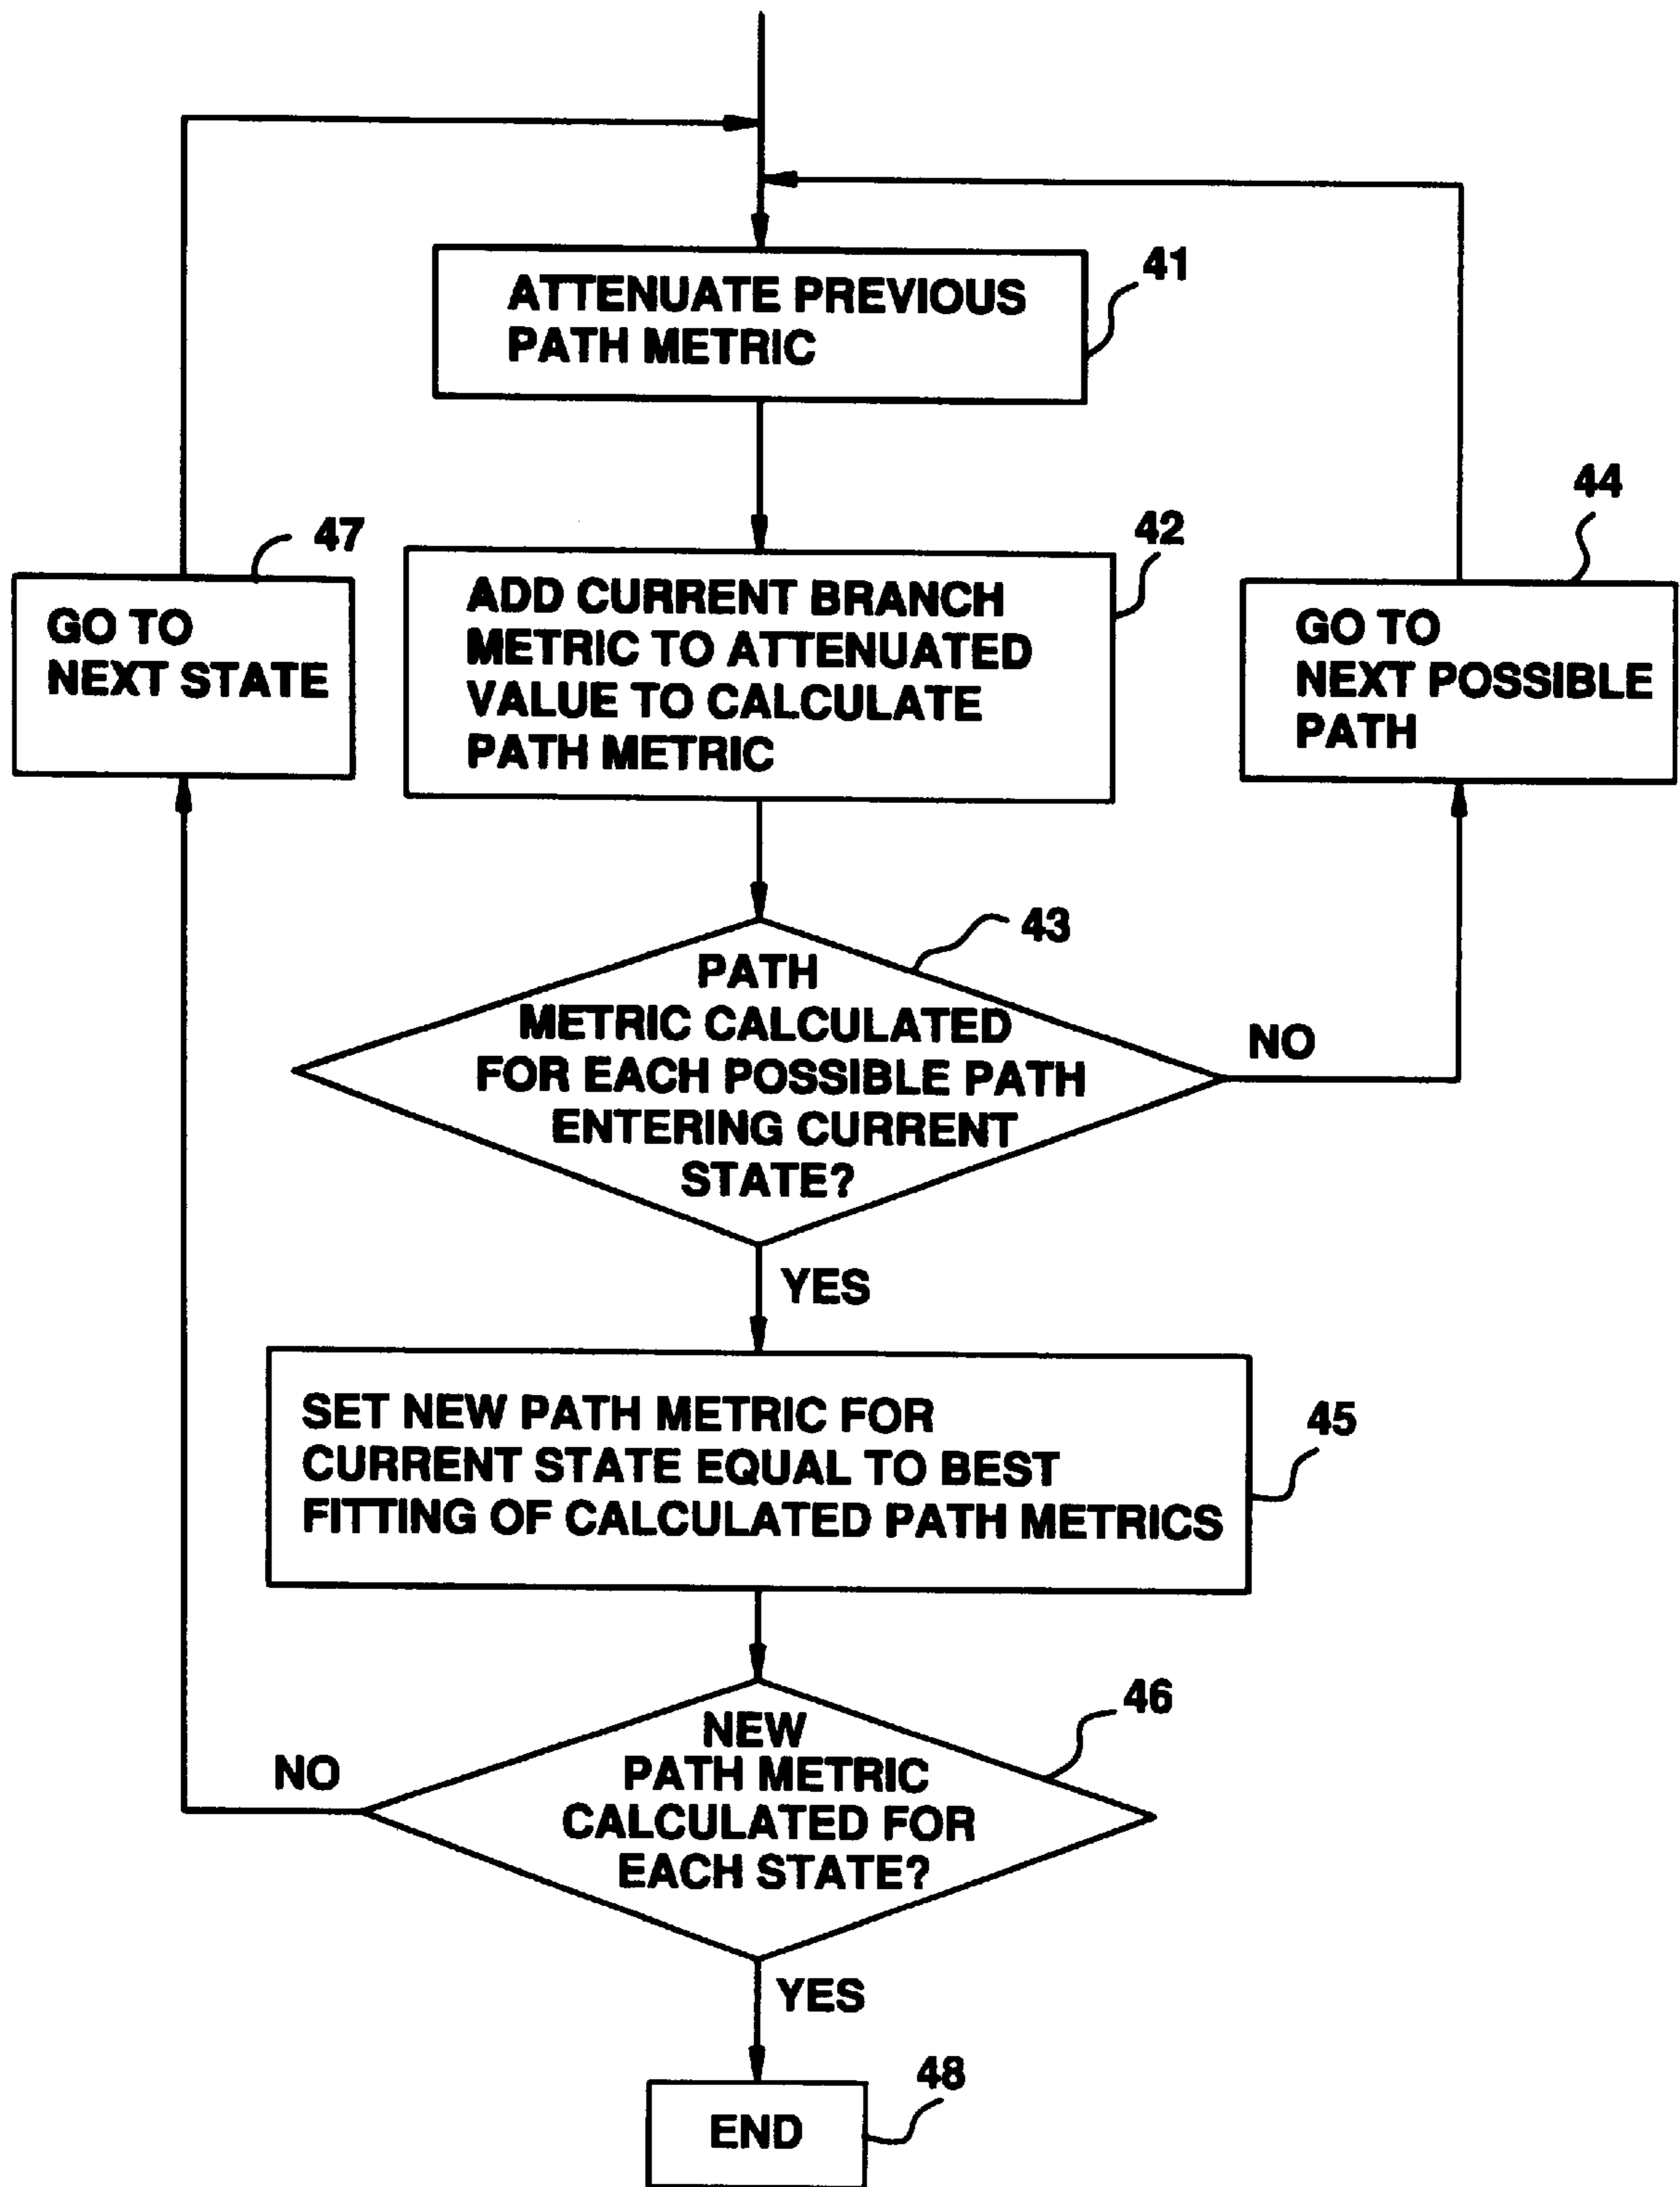 ATTENUATE PREVIOUS
PATH METRIC
41
42
ADD CURRENT BRANCH
METRIC TO ATTENUATED
VALUE TO CALCULATE
PATH METRIC
47
GO TO
NEXT STATE
44
GO TO
NEXT POSSIBLE
PATH
43
PATH
METRIC CALCULATED
FOR EACH POSSIBLE PATH
ENTERING CURRENT
STATE?
NO
YES
SET NEW PATH METRIC FOR
CURRENT STATE EQUAL TO BEST
FITTING OF CALCULATED PATH METRICS
45
46
NEW
PATH METRIC
CALCULATED FOR
EACH STATE?
NO
YES
48
END